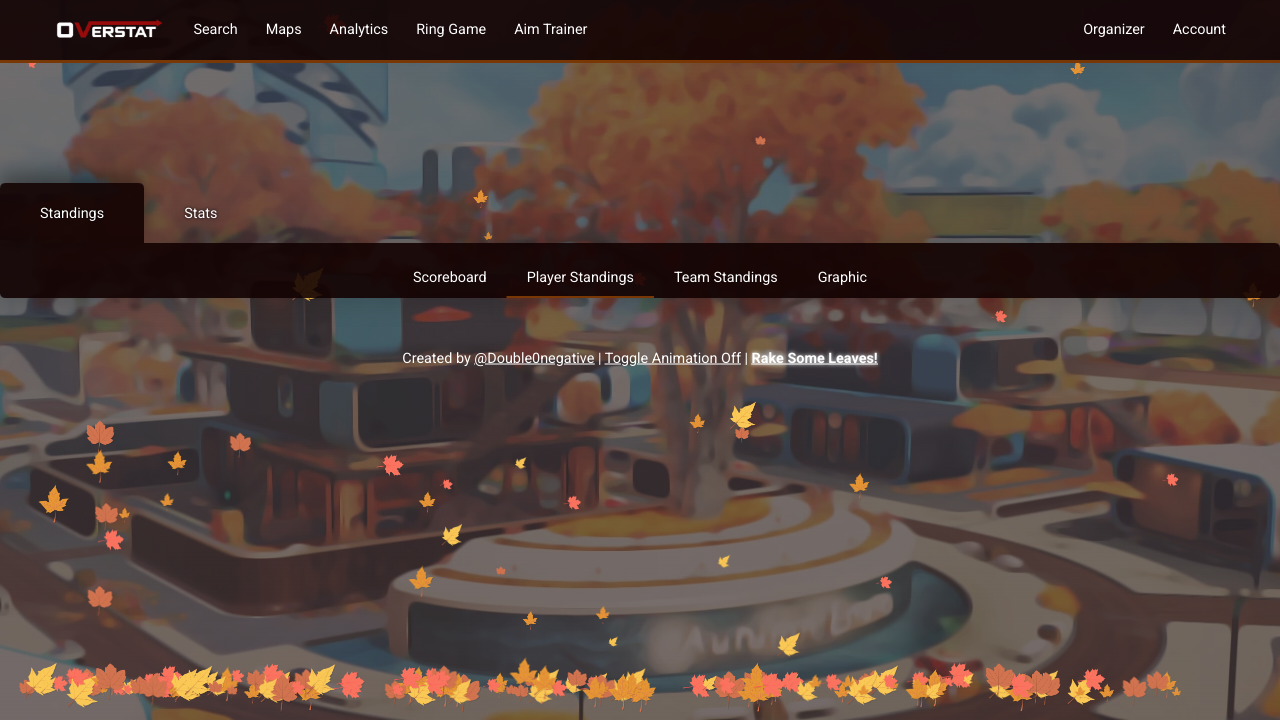 OVERSTAT Search Maps Analytics Ring Game Aim Trainer Organizer Account
Standings Stats
Scoreboard Player Standings Team Standings Graphic
Created by @Double0negative | Toggle Animation Off | Rake Some Leaves!